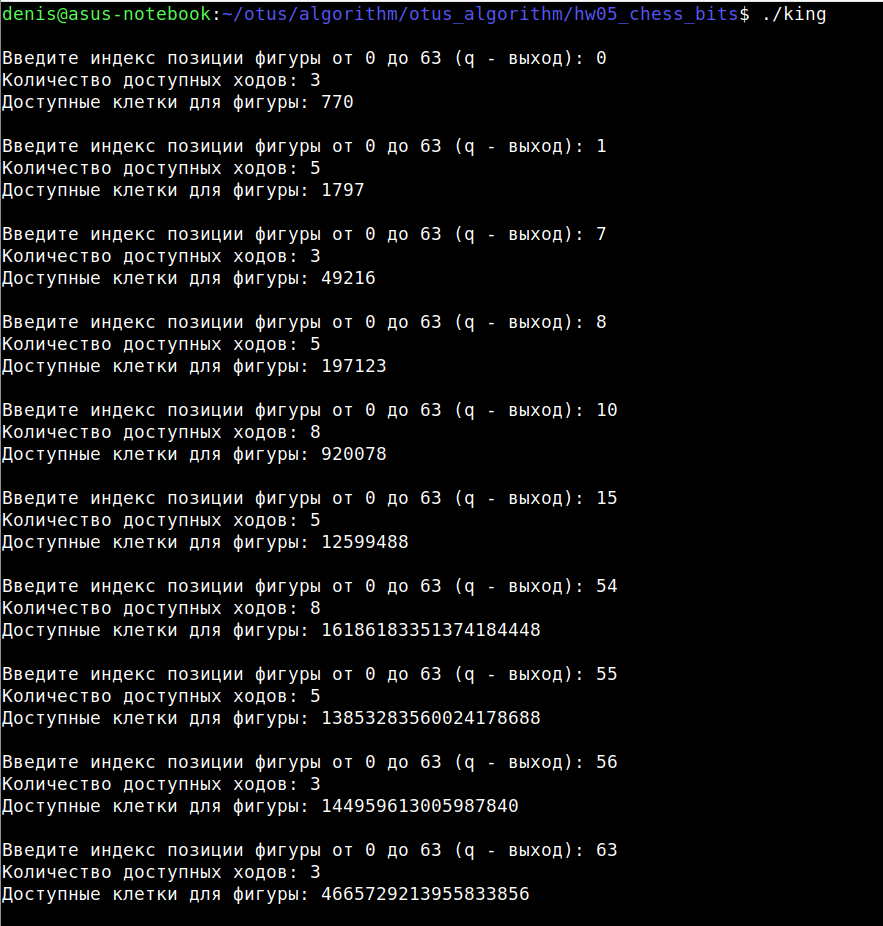 denis@asus-notebook:~/otus/algorithm/otus_algorithm/hw05_chess_bits$ ./king
Введите индекс позиции фигуры от 0 до 63 (q - выход): 0
Количество доступных ходов: 3
Доступные клетки для фигуры: 770
Введите индекс позиции фигуры от 0 до 63 (q - выход): 1
Количество доступных ходов: 5
Доступные клетки для фигуры: 1797
Введите индекс позиции фигуры от 0 до 63 (q - выход): 7
Количество доступных ходов: 3
Доступные клетки для фигуры: 49216
Введите индекс позиции фигуры от 0 до 63 (q - выход): 8
Количество доступных ходов: 5
Доступные клетки для фигуры: 197123
Введите индекс позиции фигуры от 0 до 63 (q - выход): 10
Количество доступных ходов: 8
Доступные клетки для фигуры: 920078
Введите индекс позиции фигуры от 0 до 63 (q - выход): 15
Количество доступных ходов: 5
Доступные клетки для фигуры: 12599488
Введите индекс позиции фигуры от 0 до 63 (q - выход): 54
Количество доступных ходов: 8
Доступные клетки для фигуры: 16186183351374184448
Введите индекс позиции фигуры от 0 до 63 (q - выход): 55
Количество доступных ходов: 5
Доступные клетки для фигуры: 13853283560024178688
Введите индекс позиции фигуры от 0 до 63 (q - выход): 56
Количество доступных ходов: 3
Доступные клетки для фигуры: 144959613005987840
Введите индекс позиции фигуры от 0 до 63 (q - выход): 63
Количество доступных ходов: 3
Доступные клетки для фигуры: 4665729213955833856